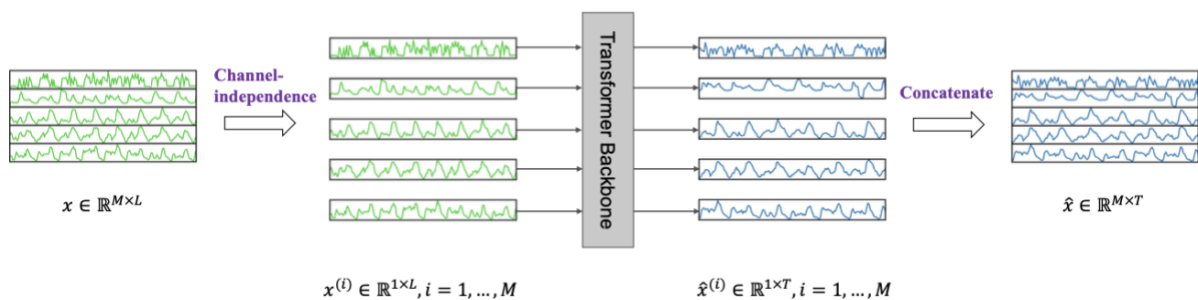 Channel-
independence
Transformer Backbone
Concatenate
x ∈ ℝ^{M×L}
x^{(i)} ∈ ℝ^{1×L}, i = 1, ..., M
x̂^{(i)} ∈ ℝ^{1×T}, i = 1, ..., M
x̂ ∈ ℝ^{M×T}